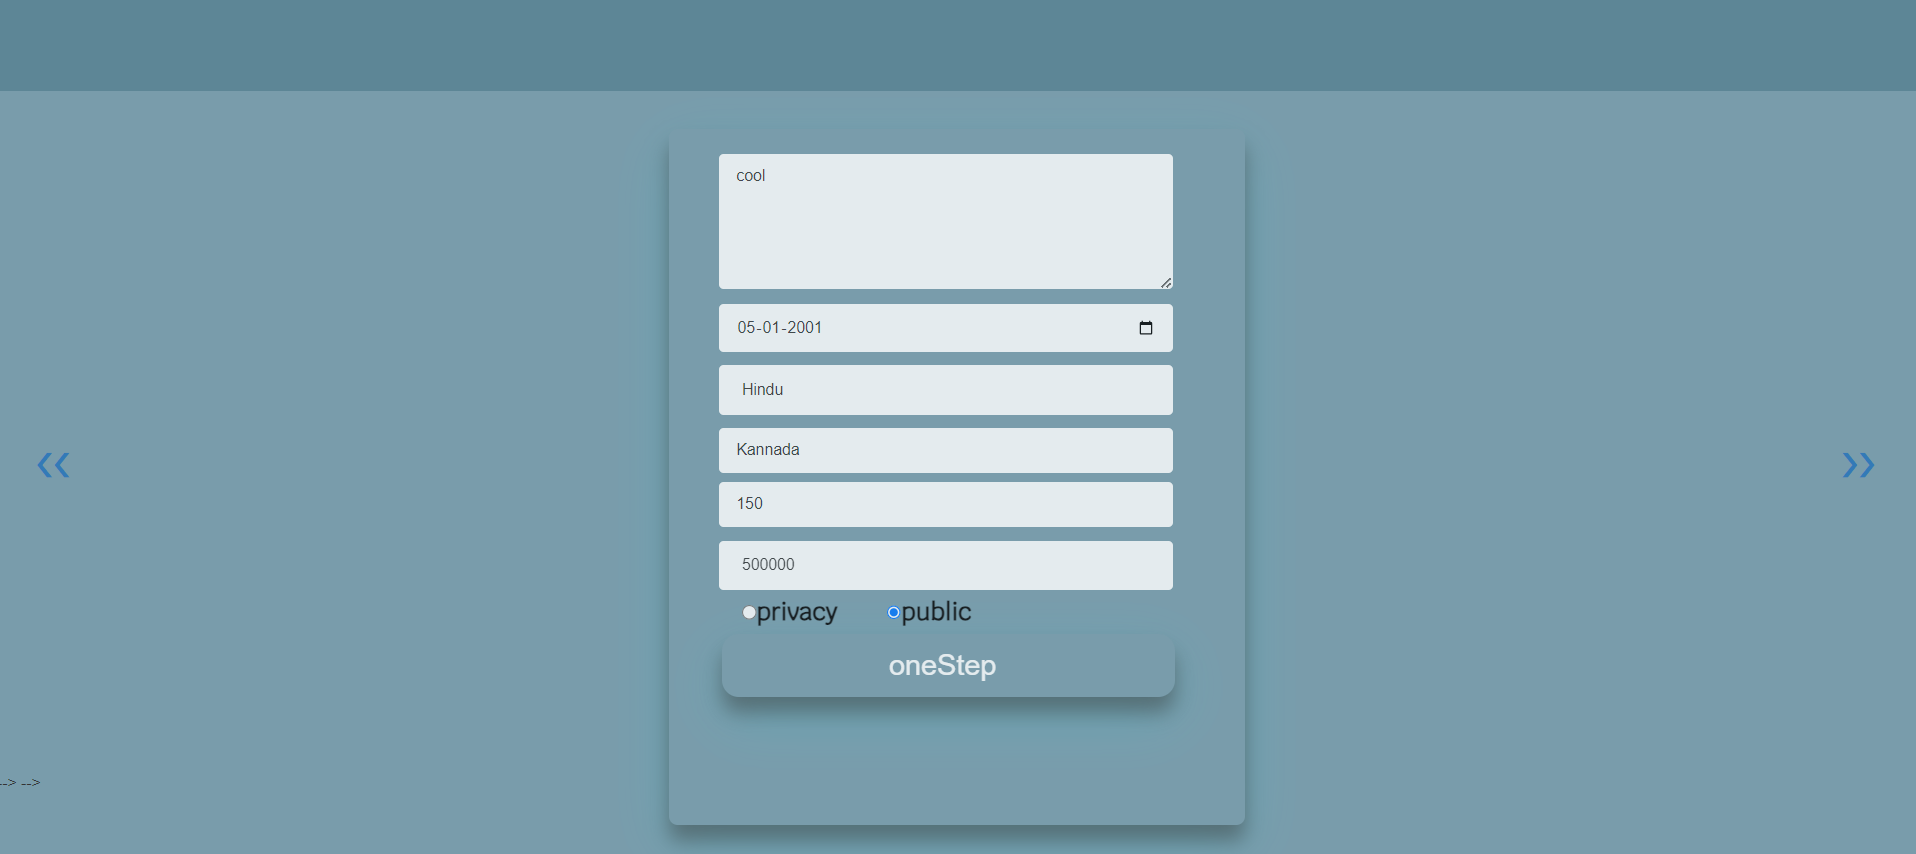 cool
05-01-2001
Hindu
‹‹ ››
Kannada
150
500000
privacy public
oneStep
--> -->